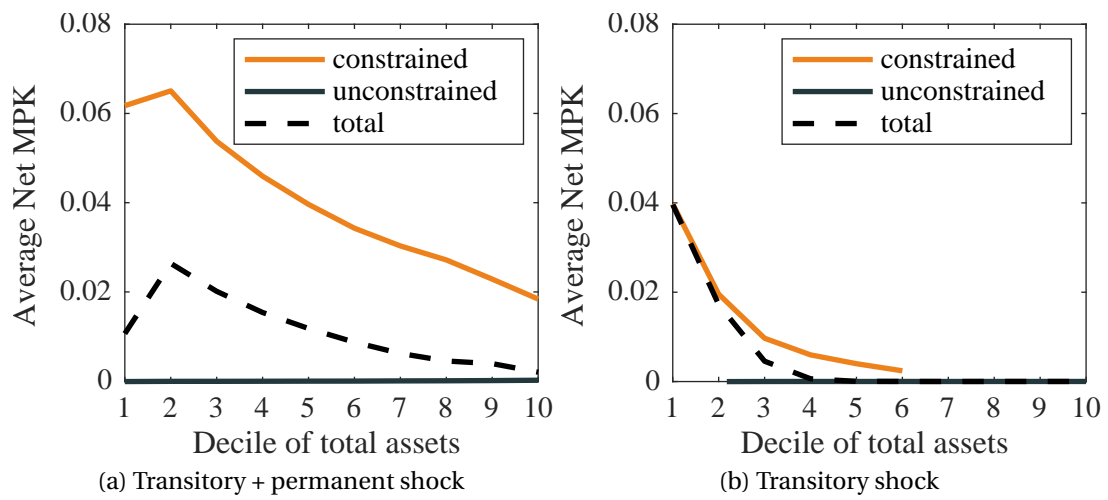 0.08
0.06
0.04
0.02
0
Average Net MPK
constrained
unconstrained
total
1 2 3 4 5 6 7 8 9 10
Decile of total assets
(a) Transitory + permanent shock
0.08
0.06
0.04
0.02
0
Average Net MPK
constrained
unconstrained
total
1 2 3 4 5 6 7 8 9 10
Decile of total assets
(b) Transitory shock